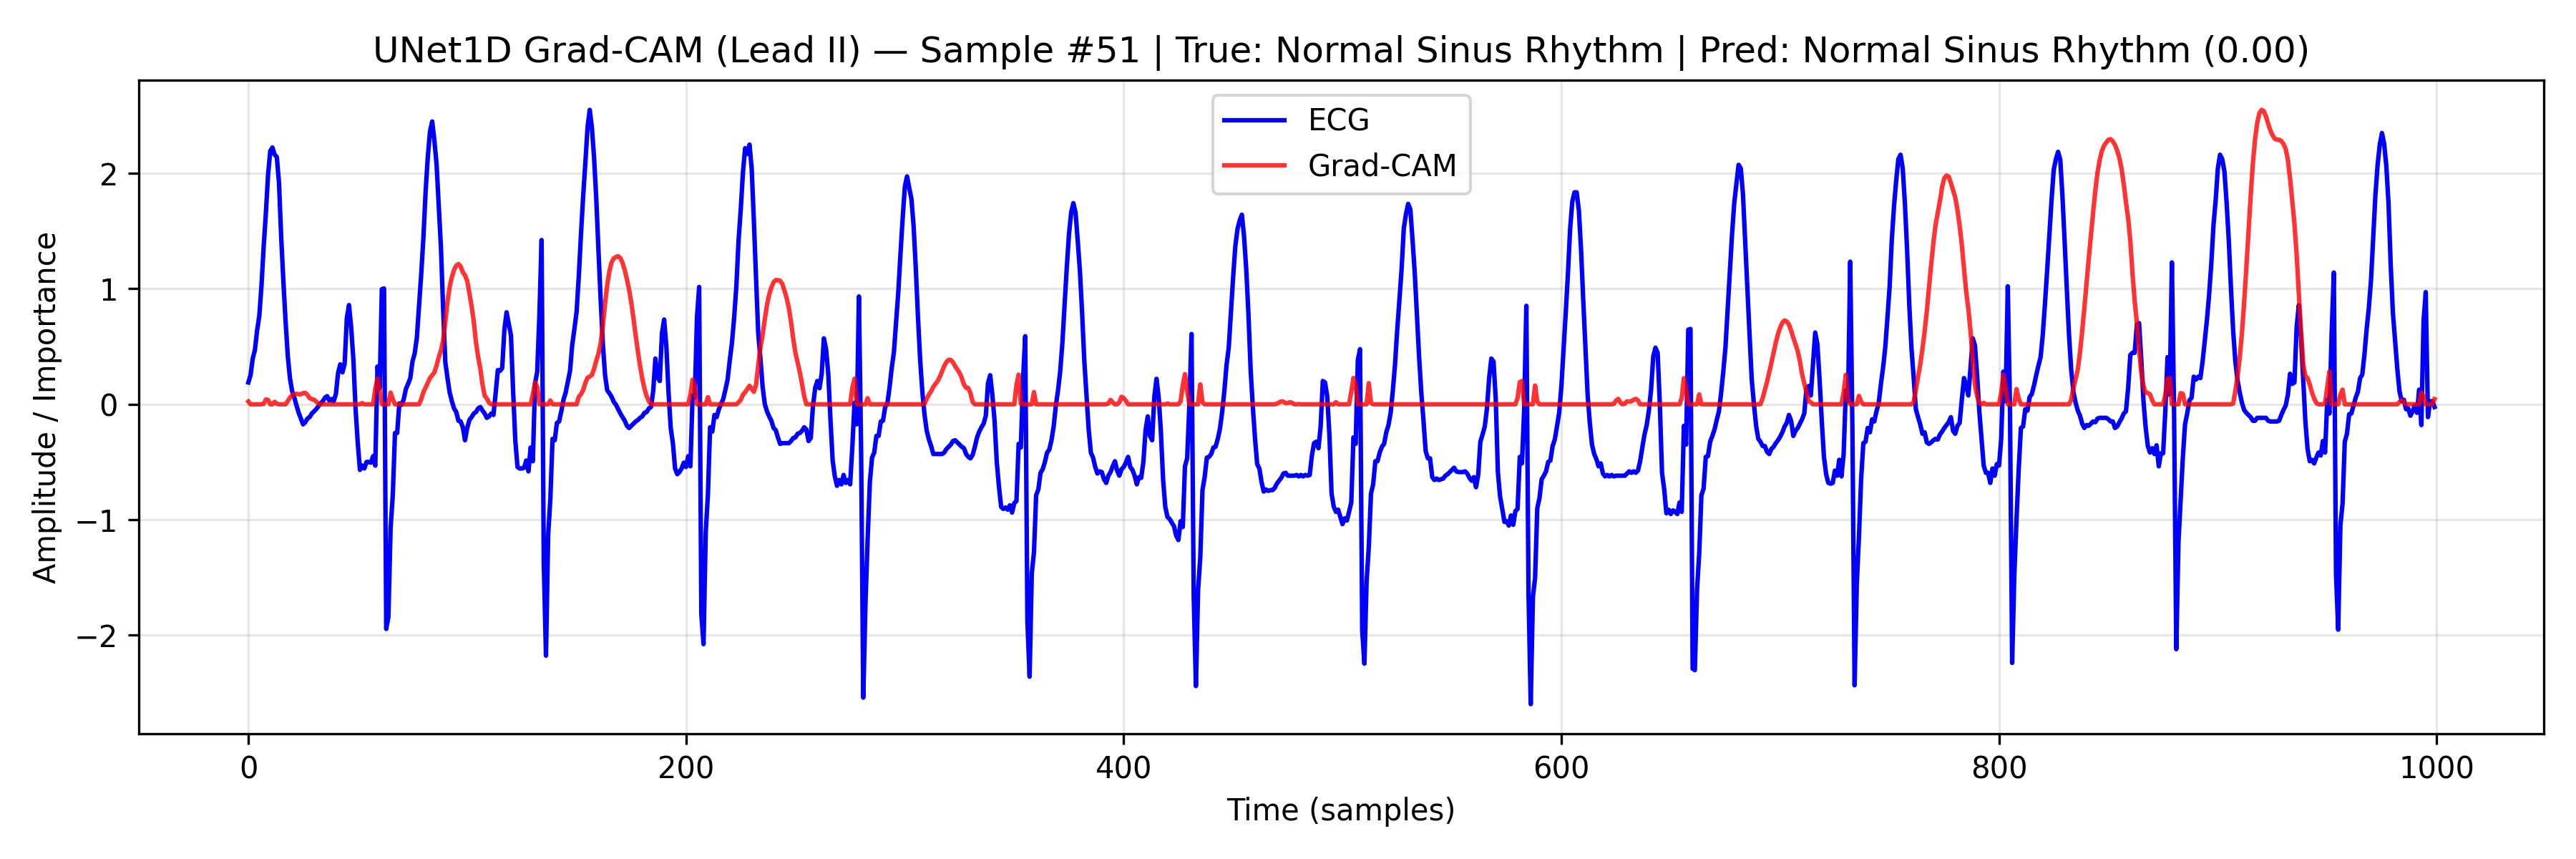 UNet1D Grad-CAM (Lead II) — Sample #51 | True: Normal Sinus Rhythm | Pred: Normal Sinus Rhythm (0.00)
ECG
Grad-CAM
Amplitude / Importance
2
1
0
−1
−2
0
200
400
600
800
1000
Time (samples)